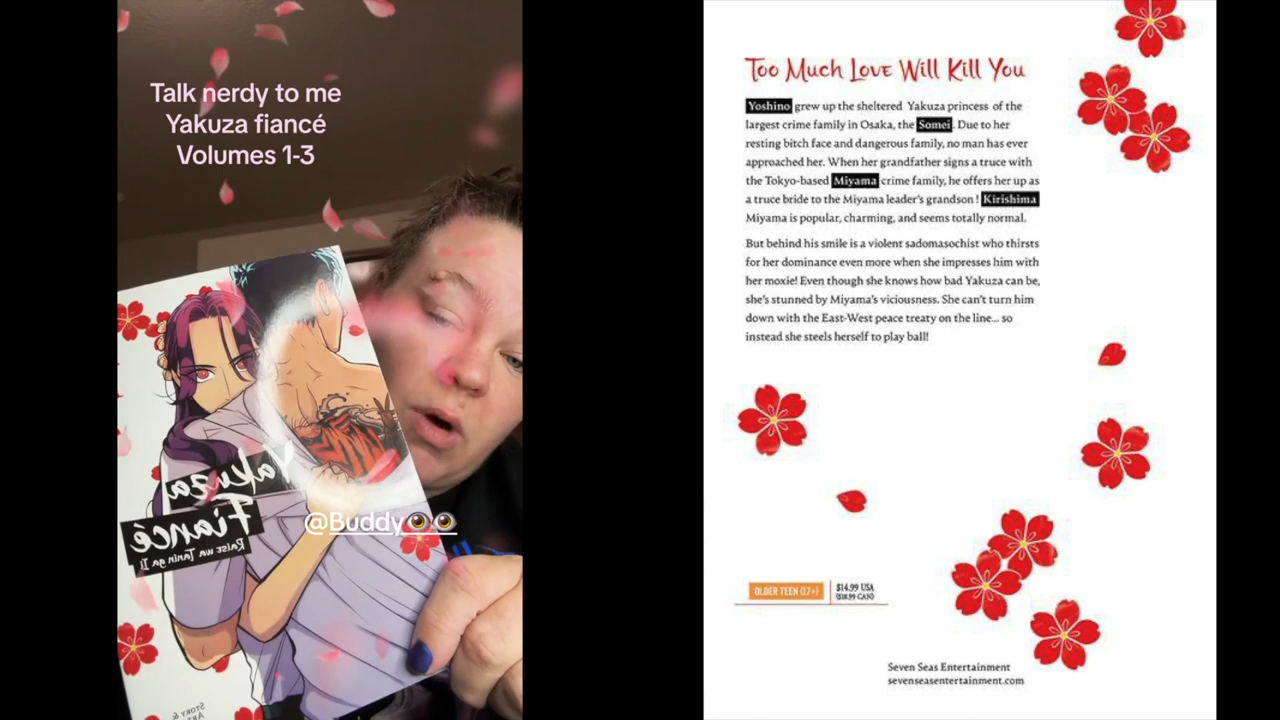 Talk nerdy to me
Yakuza fiancé
Volumes 1-3
Yakuza
Fiancé
Raise wa Tanin ga Ii
@Buddy👁👁
STORY &
ART
Too Much Love Will Kill You
Yoshino grew up the sheltered Yakuza princess of the
largest crime family in Osaka, the Somei. Due to her
resting bitch face and dangerous family, no man has ever
approached her. When her grandfather signs a truce with
the Tokyo-based Miyama crime family, he offers her up as
a truce bride to the Miyama leader's grandson! Kirishima
Miyama is popular, charming, and seems totally normal.
But behind his smile is a violent sadomasochist who thirsts
for her dominance even more when she impresses him with
her moxie! Even though she knows how bad Yakuza can be,
she's stunned by Miyama's viciousness. She can't turn him
down with the East-West peace treaty on the line... so
instead she steels herself to play ball!
OLDER TEEN (17+)
$14.99 USA
($18.99 CAN)
Seven Seas Entertainment
sevenseasentertainment.com